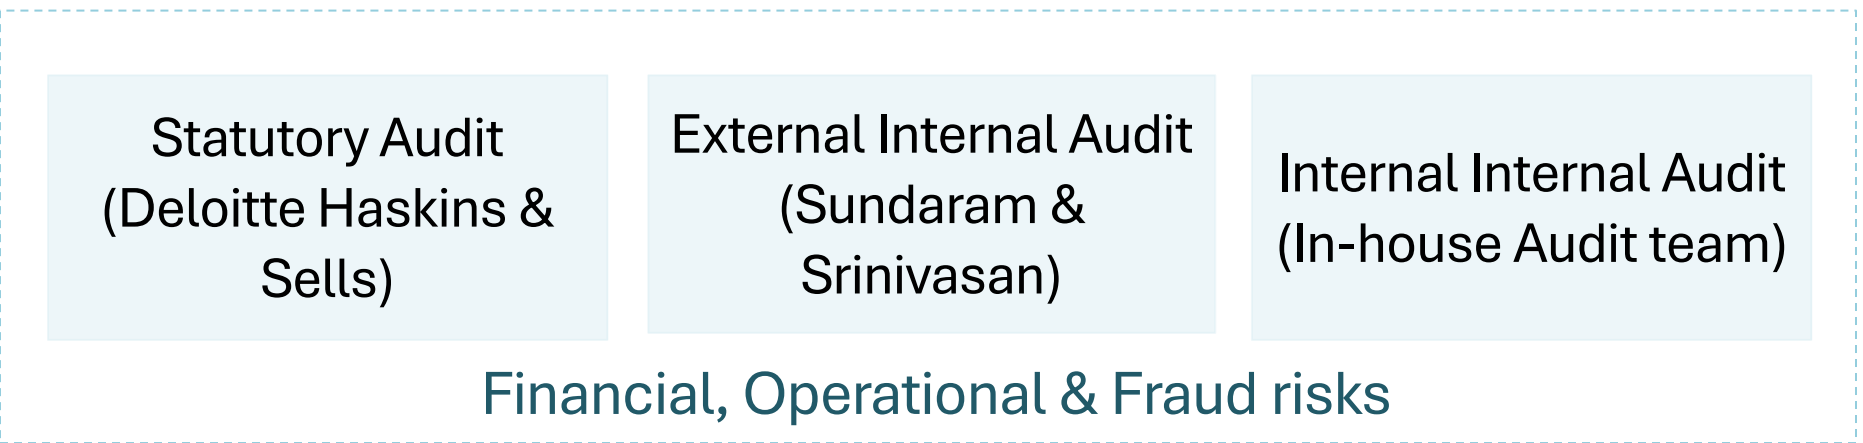 Statutory Audit
(Deloitte Haskins &
Sells)
External Internal Audit
(Sundaram &
Srinivasan)
Internal Internal Audit
(In-house Audit team)
Financial, Operational & Fraud risks